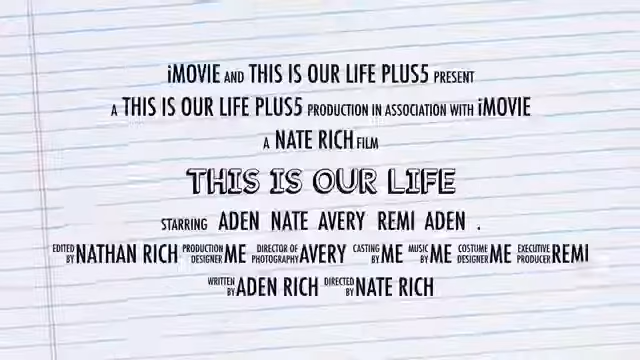 iMOVIE AND THIS IS OUR LIFE PLUS5 PRESENT
A THIS IS OUR LIFE PLUS5 PRODUCTION IN ASSOCIATION WITH iMOVIE
A NATE RICH FILM
THIS IS OUR LIFE
STARRING ADEN NATE AVERY REMI ADEN .
EDITED BY NATHAN RICH PRODUCTION DESIGNER ME DIRECTOR OF PHOTOGRAPHY AVERY CASTING BY ME MUSIC BY ME COSTUME DESIGNER ME EXECUTIVE PRODUCER REMI
WRITTEN BY ADEN RICH DIRECTED BY NATE RICH